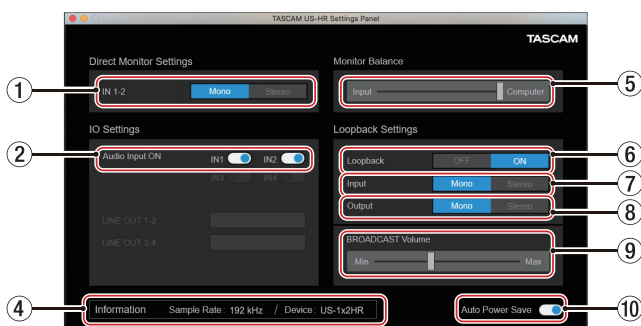 TASCAM US-HR Settings Panel
TASCAM
Direct Monitor Settings
Monitor Balance
1
IN 1-2
Mono
Stereo
Input
Computer
5
IO Settings
Loopback Settings
2
Audio Input ON
IN1
IN2
Loopback
OFF
ON
6
IN3
IN4
Input
Mono
Stereo
7
Output
Mono
Stereo
8
LINE OUT 1-2
LINE OUT 3-4
BROADCAST Volume
9
Min
Max
4
Information
Sample Rate : 192 kHz / Device : US-1x2HR
Auto Power Save
10